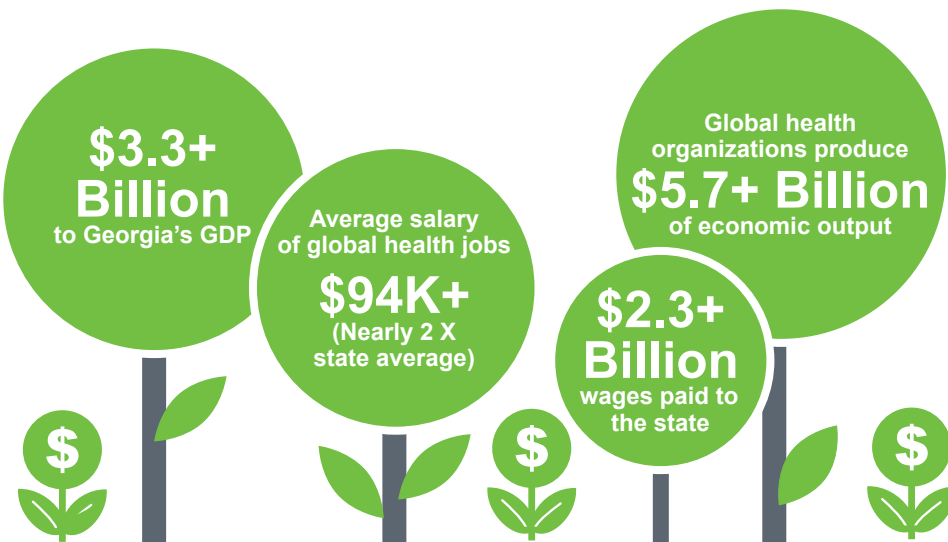 $3.3+
Billion
to Georgia's GDP
Average salary
of global health jobs
$94K+
(Nearly 2 X
state average)
Global health
organizations produce
$5.7+ Billion
of economic output
$2.3+
Billion
wages paid to
the state
$
$
$